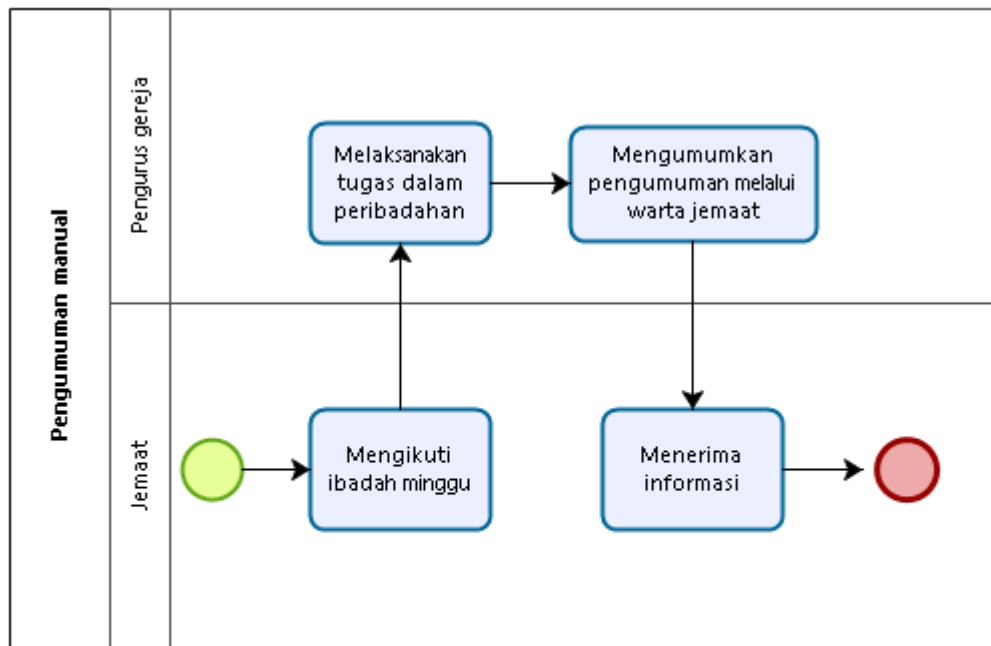 Pengumuman manual
Pengurus gereja
Melaksanakan
tugas dalam
peribadahan
Mengumumkan
pengumuman melalui
warta jemaat
Jemaat
Mengikuti
ibadah minggu
Menerima
informasi